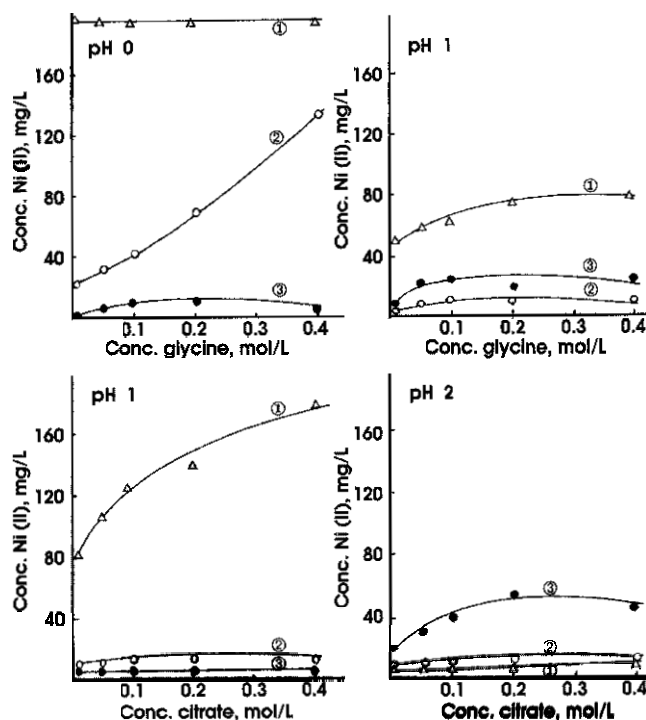 pH 0
①
②
③
160
120
80
40
Conc. Ni (II), mg/L
0.1 0.2 0.3 0.4
Conc. glycine, mol/L
pH 1
①
③
②
160
120
80
40
Conc. Ni (II), mg/L
0.1 0.2 0.3 0.4
Conc. glycine, mol/L
pH 1
①
②
③
160
120
80
40
Conc. Ni (II), mg/L
0.1 0.2 0.3 0.4
Conc. citrate, mol/L
pH 2
③
②
①
160
120
80
40
Conc. Ni (II), mg/L
0.1 0.2 0.3 0.4
Conc. citrate, mol/L